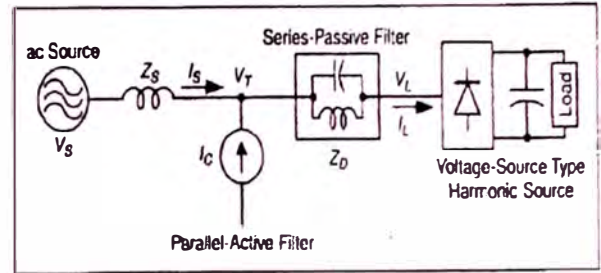 Series-Passive Filter
ac Source
Z_S
I_S
V_T
V_L
V_S
I_C
Z_D
I_L
Load
Voltage-Source Type
Harmonic Source
Parallel-Active Filter